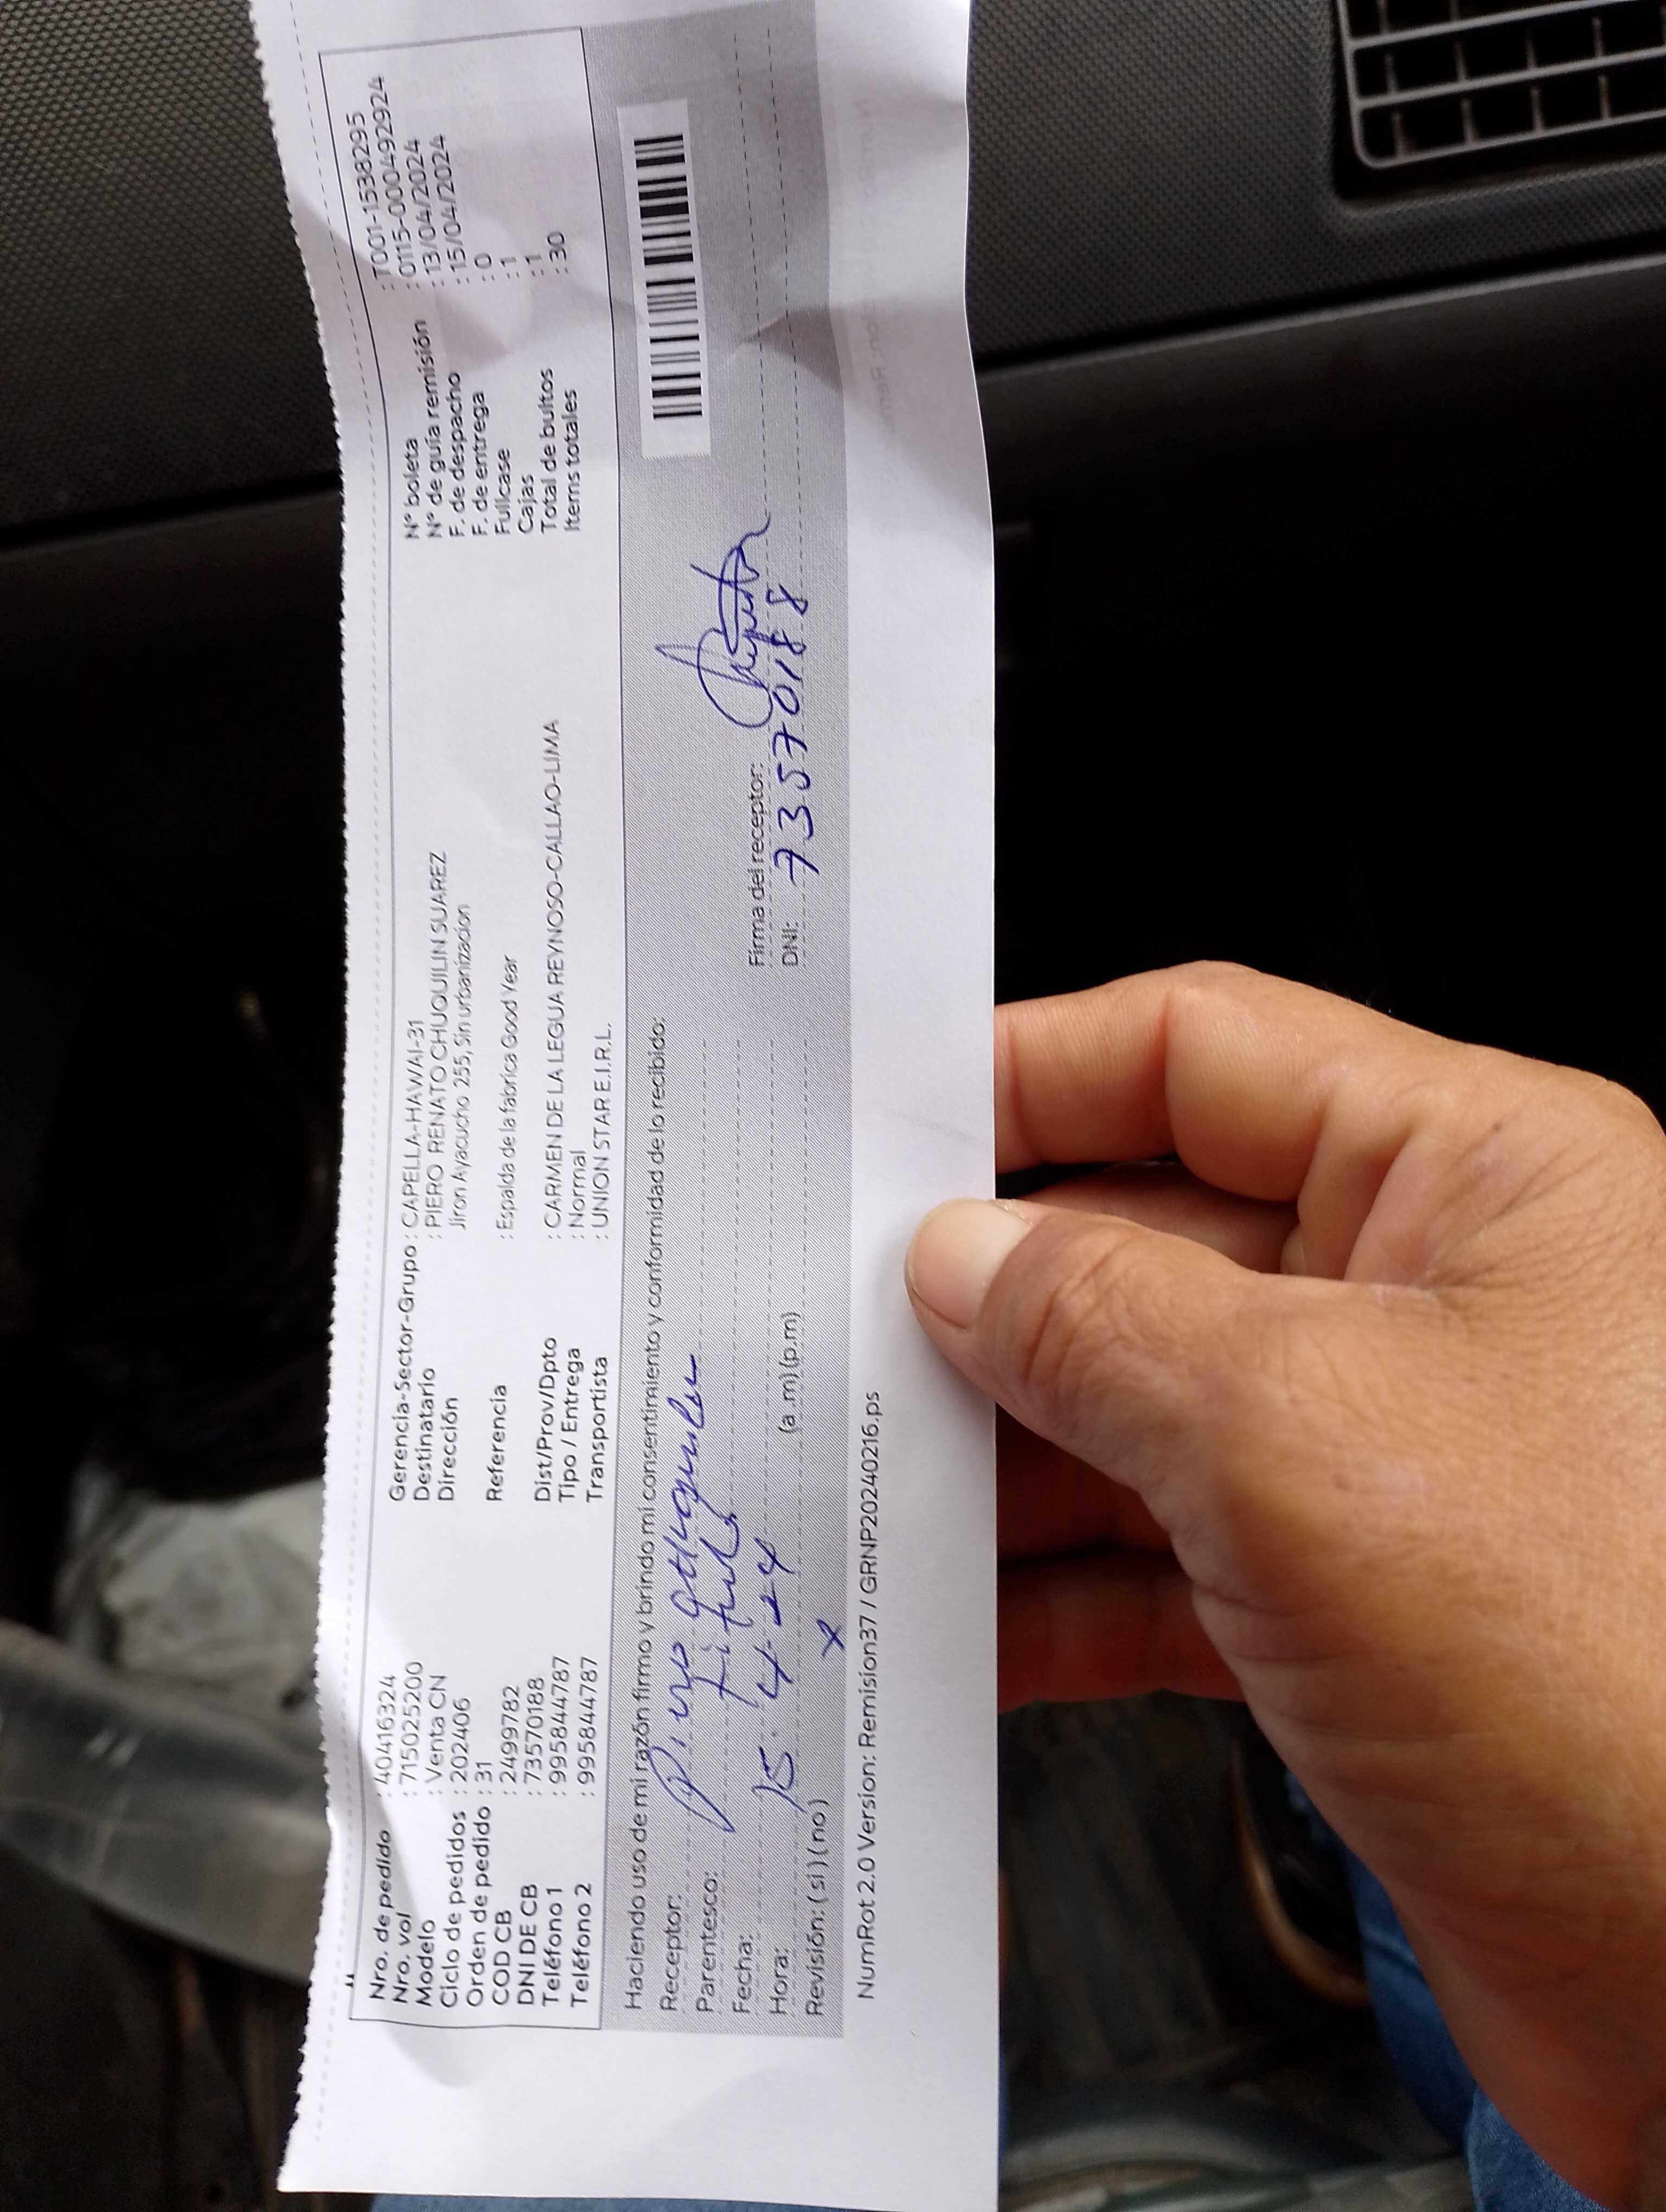 Nro. de pedido : 40416324
Nro. vol : 715025200
Modelo : Venta CN
Ciclo de pedidos : 202406
Orden de pedido : 31
COD CB : 2499782
DNI DE CB : 73570188
Teléfono 1 : 995844787
Teléfono 2 : 995844787
Gerencia-Sector-Grupo : CAPELLA-HAWAI-31
Destinatario : PIERO RENATO CHUQUILIN SUAREZ
Dirección Jiron Ayacucho 255, Sin urbanizacion
Referencia : Espalda de la fabrica Good Year
Dist/Prov/Dpto : CARMEN DE LA LEGUA REYNOSO-CALLAO-LIMA
Tipo / Entrega : Normal
Transportista : UNION STAR E.I.R.L.
N° boleta : T001-1538295
N° de guía remisión : 0115-000492924
F. de despacho : 13/04/2024
F. de entrega : 15/04/2024
Fullcase : 0
Cajas : 1
Total de bultos : 1
Items totales : 30
Haciendo uso de mi razón firmo y brindo mi consentimiento y conformidad de lo recibido:
Receptor:
Parentesco:
Fecha: 15.4-24
Hora: (a.m)(p.m)
Revisión: (si) (no) x
Firma del receptor:
DNI: 73570188
NumRot 2.0 Version: Remision37 / GRNP20240216.ps